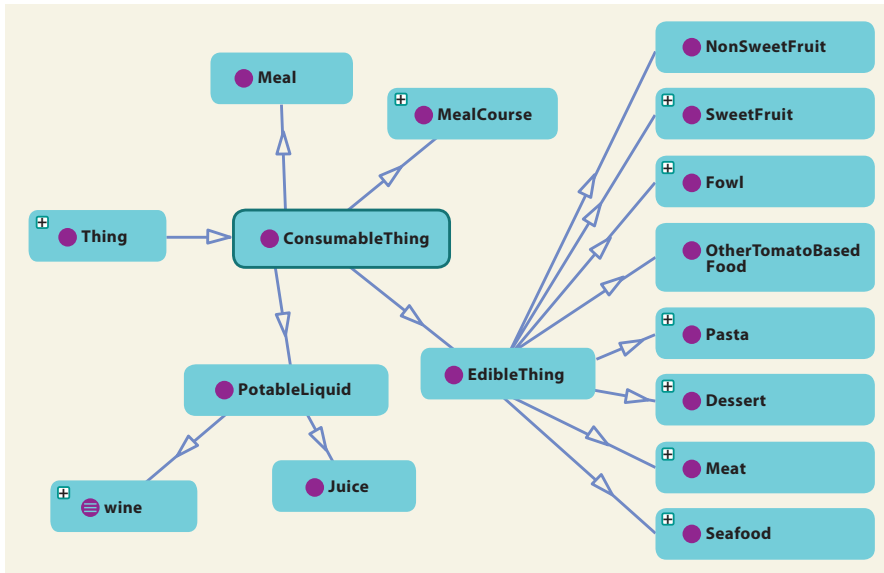 NonSweetFruit
Meal
MealCourse
SweetFruit
Fowl
Thing
ConsumableThing
OtherTomatoBased
Food
Pasta
EdibleThing
PotableLiquid
Dessert
Meat
Juice
wine
Seafood